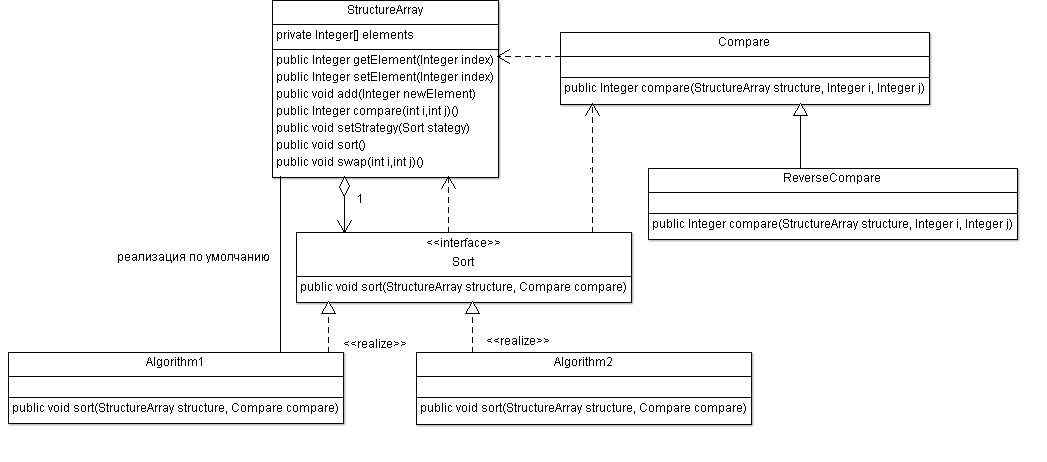 StructureArray
private Integer[] elements
public Integer getElement(Integer index)
public Integer setElement(Integer index)
public void add(Integer newElement)
public Integer compare(int i,int j)()
public void setStrategy(Sort stategy)
public void sort()
public void swap(int i,int j)()
Compare
public Integer compare(StructureArray structure, Integer i, Integer j)
ReverseCompare
public Integer compare(StructureArray structure, Integer i, Integer j)
1
<<interface>>
Sort
public void sort(StructureArray structure, Compare compare)
реализация по умолчанию
<<realize>>
<<realize>>
Algorithm1
public void sort(StructureArray structure, Compare compare)
Algorithm2
public void sort(StructureArray structure, Compare compare)